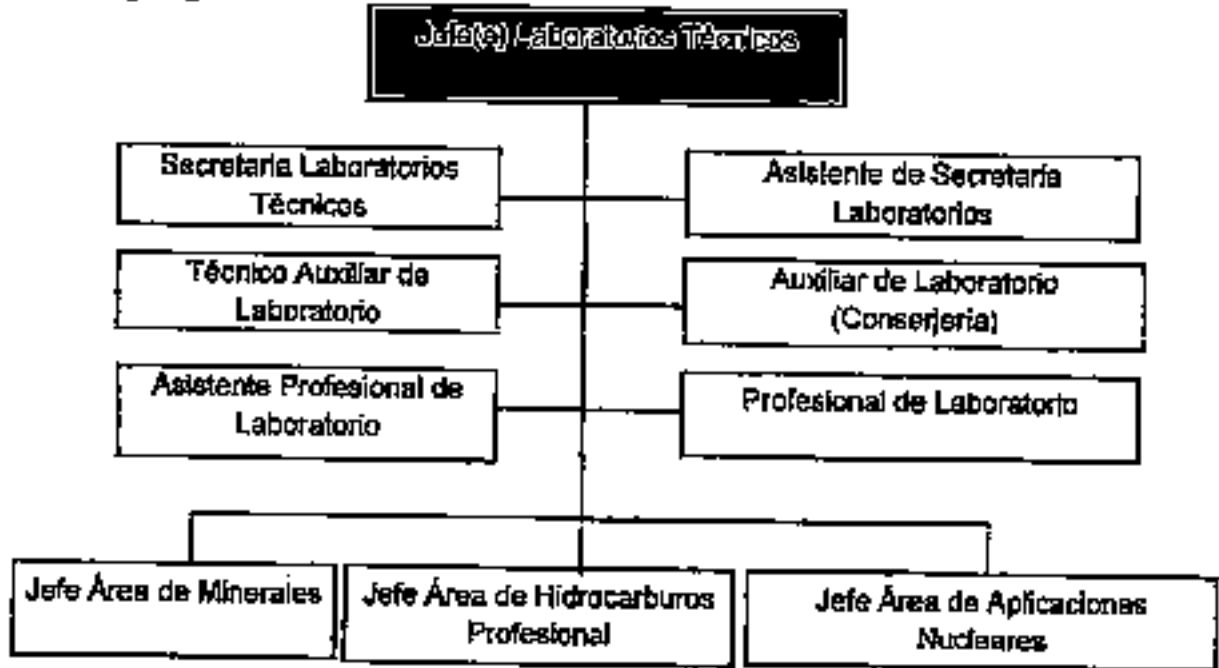 Jefe(a) Laboratorios Técnicos
Secretaria Laboratorios
Técnicos
Asistente de Secretaría
Laboratorios
Técnico Auxiliar de
Laboratorio
Auxiliar de Laboratorio
(Conserjería)
Asistente Profesional de
Laboratorio
Profesional de Laboratorio
Jefe Área de Minerales
Jefe Área de Hidrocarburos
Profesional
Jefe Área de Aplicaciones
Nucleares